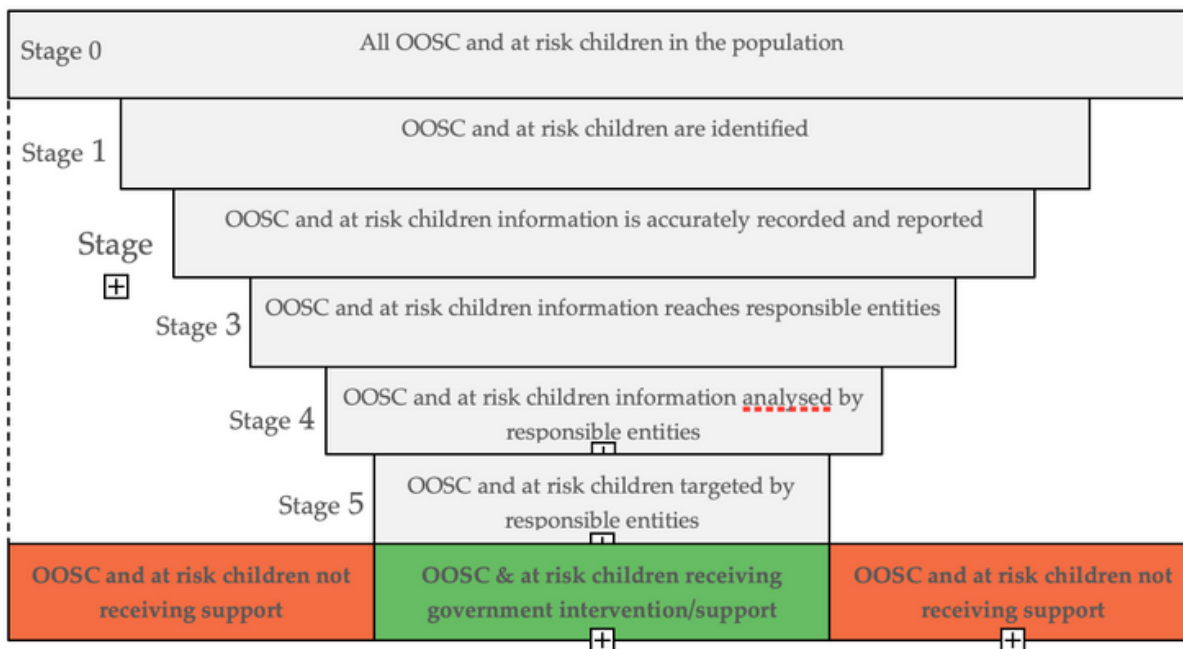 Stage 0
All OOSC and at risk children in the population
OOSC and at risk children are identified
Stage 1
OOSC and at risk children information is accurately recorded and reported
Stage
OOSC and at risk children information reaches responsible entities
Stage 3
OOSC and at risk children information analysed by
responsible entities
Stage 4
OOSC and at risk children targeted by
responsible entities
Stage 5
OOSC and at risk children not
receiving support
OOSC & at risk children receiving
government intervention/support
OOSC and at risk children not
receiving support